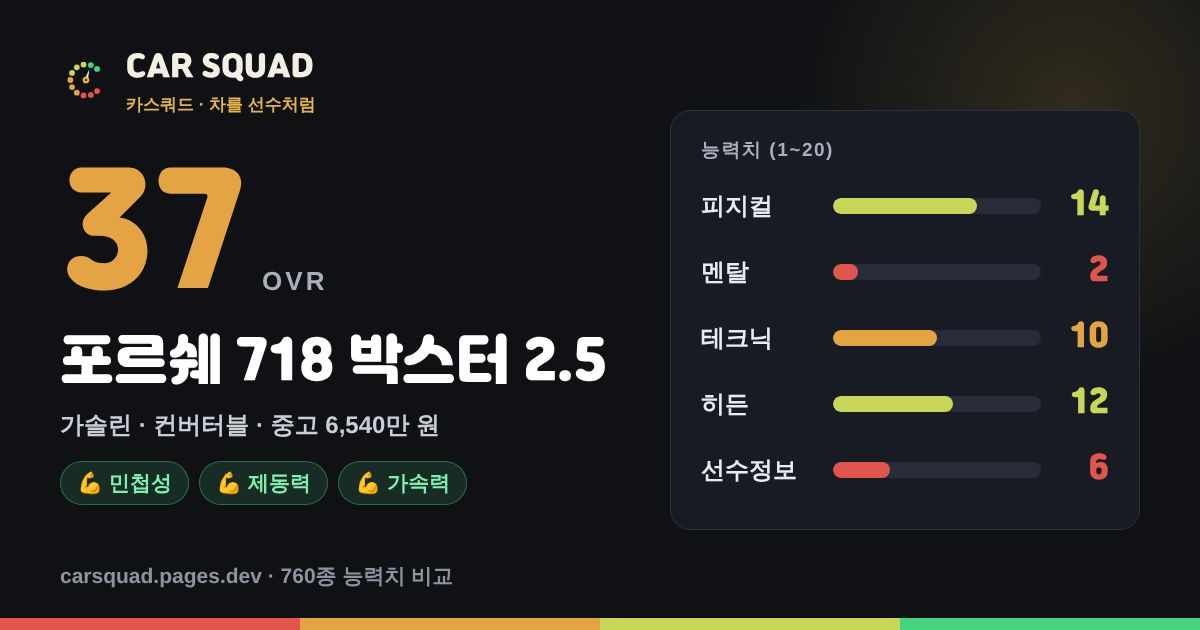 CAR SQUAD
카스쿼드 · 차를 선수처럼
37 OVR
포르쉐 718 박스터 2.5
가솔린 · 컨버터블 · 중고 6,540만 원
💪 민첩성 💪 제동력 💪 가속력
carsquad.pages.dev · 760종 능력치 비교
능력치 (1~20)
피지컬 14
멘탈 2
테크닉 10
히든 12
선수정보 6